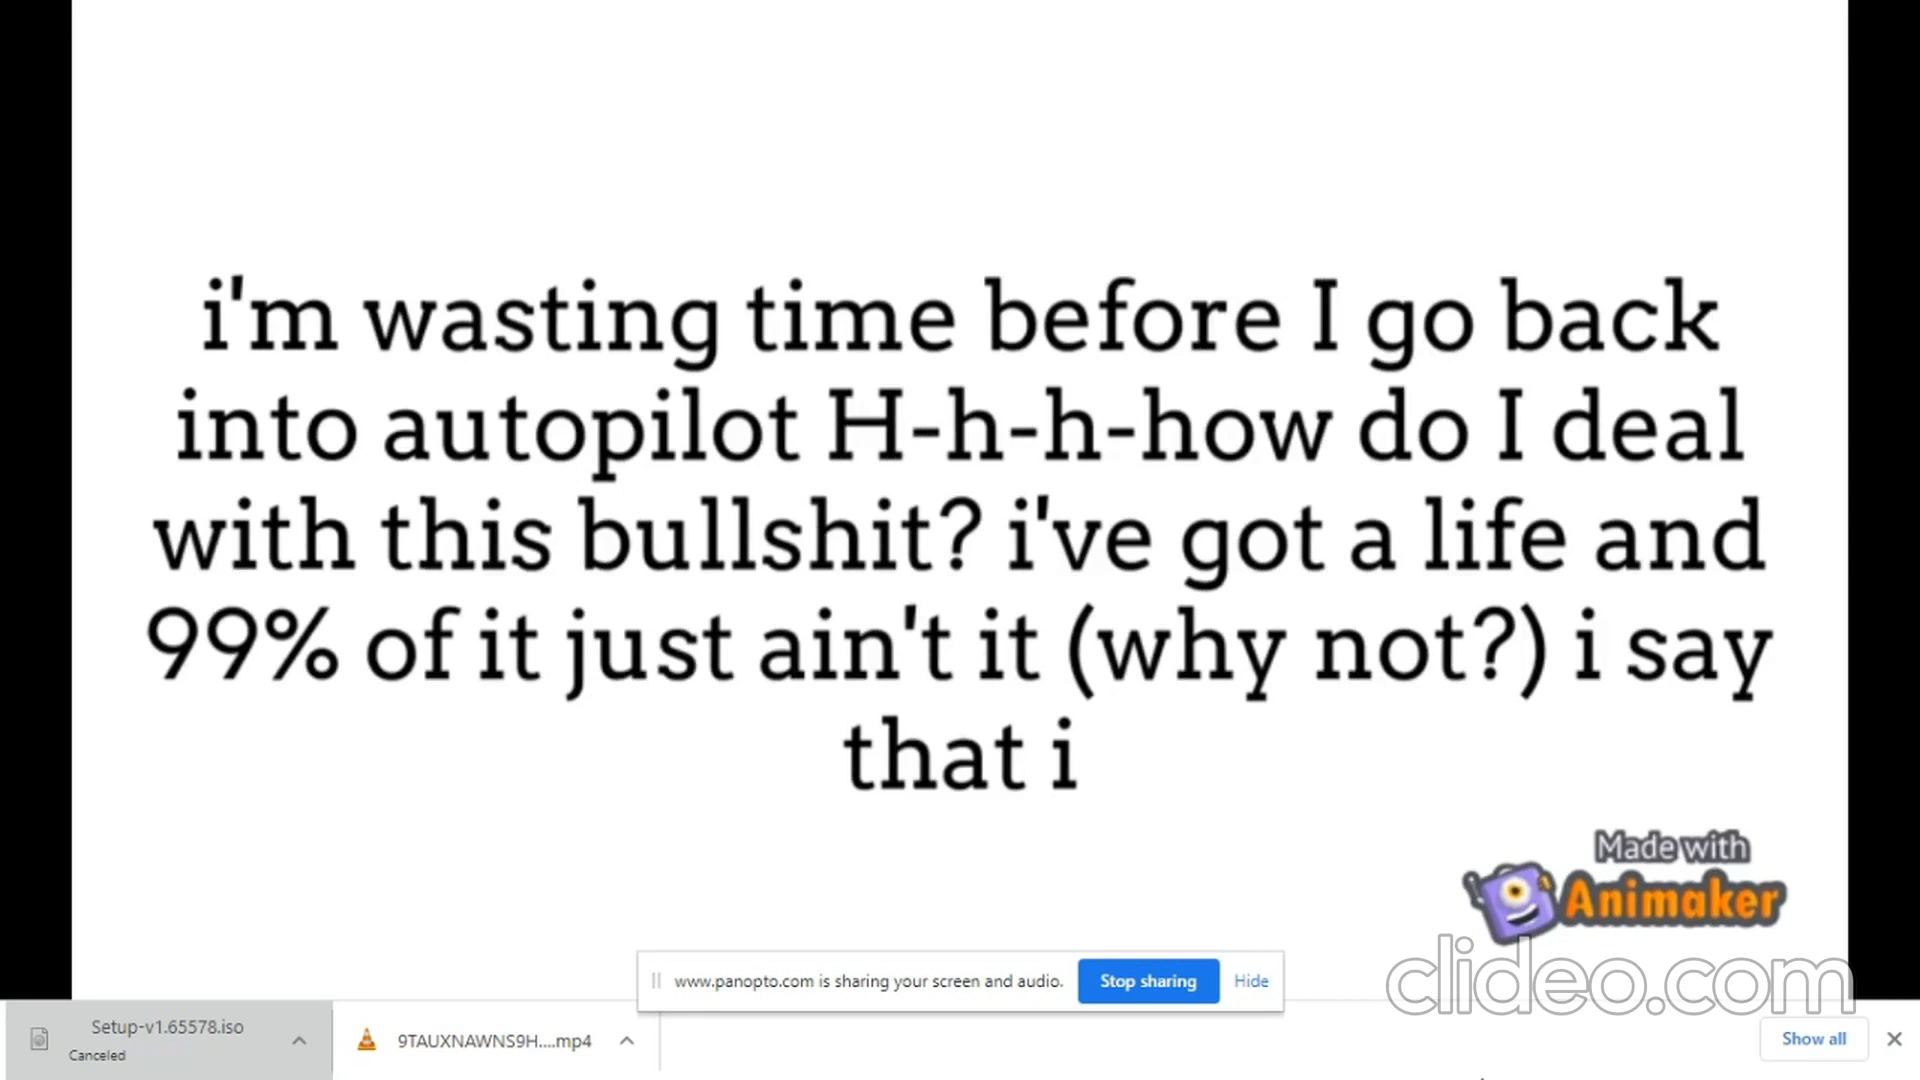 i'm wasting time before I go back
into autopilot H-h-h-how do I deal
with this bullshit? i've got a life and
99% of it just ain't it (why not?) i say
that i
Made with
Animaker
clideo.com
www.panopto.com is sharing your screen and audio.
Stop sharing
Hide
Setup-v1.65578.iso
Canceled
9TAUXNAWNS9H....mp4
Show all